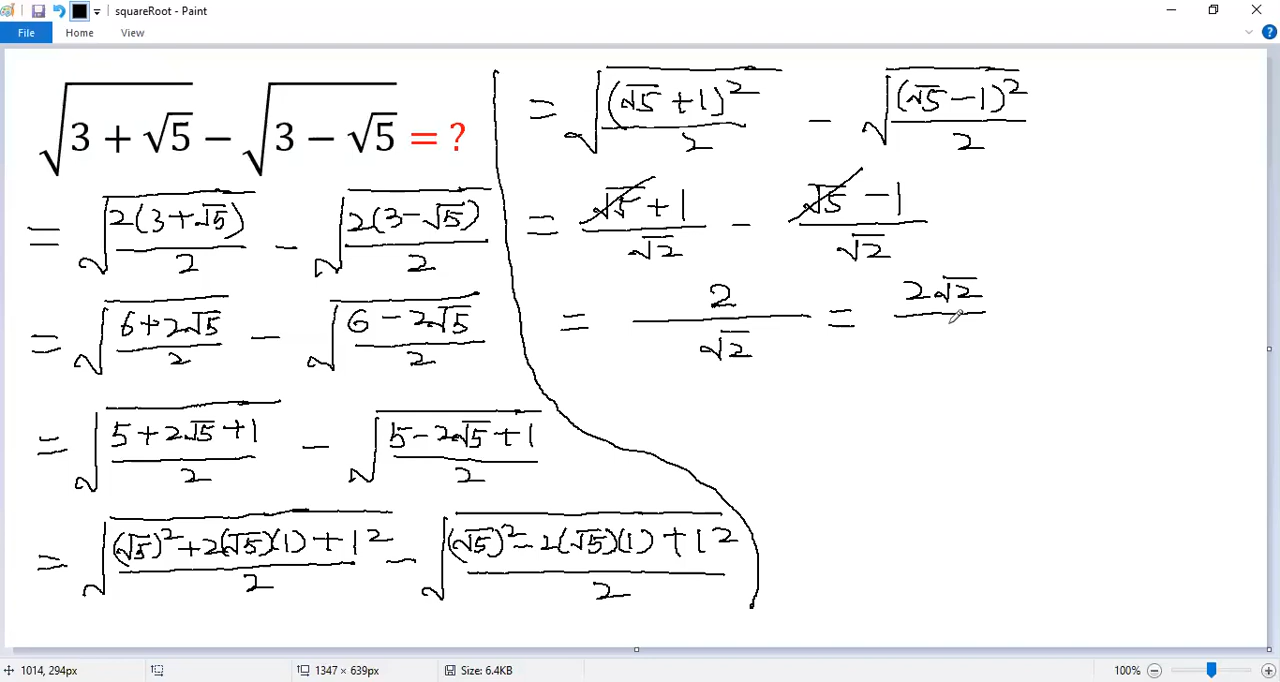 squareRoot - Paint
File Home View
√(3 + √5) − √(3 − √5) = ?
= √(2(3+√5)/2) − √(2(3−√5)/2)
= √((6+2√5)/2) − √((6−2√5)/2)
= √((5+2√5+1)/2) − √((5−2√5+1)/2)
= √(((√5)²+2(√5)(1)+1²)/2) − √(((√5)²−2(√5)(1)+1²)/2)
= √((√5+1)²/2) − √((√5−1)²/2)
= (√5+1)/√2 − (√5−1)/√2
= 2/√2 = 2√2
1014, 294px 1347 × 639px Size: 6.4KB 100%